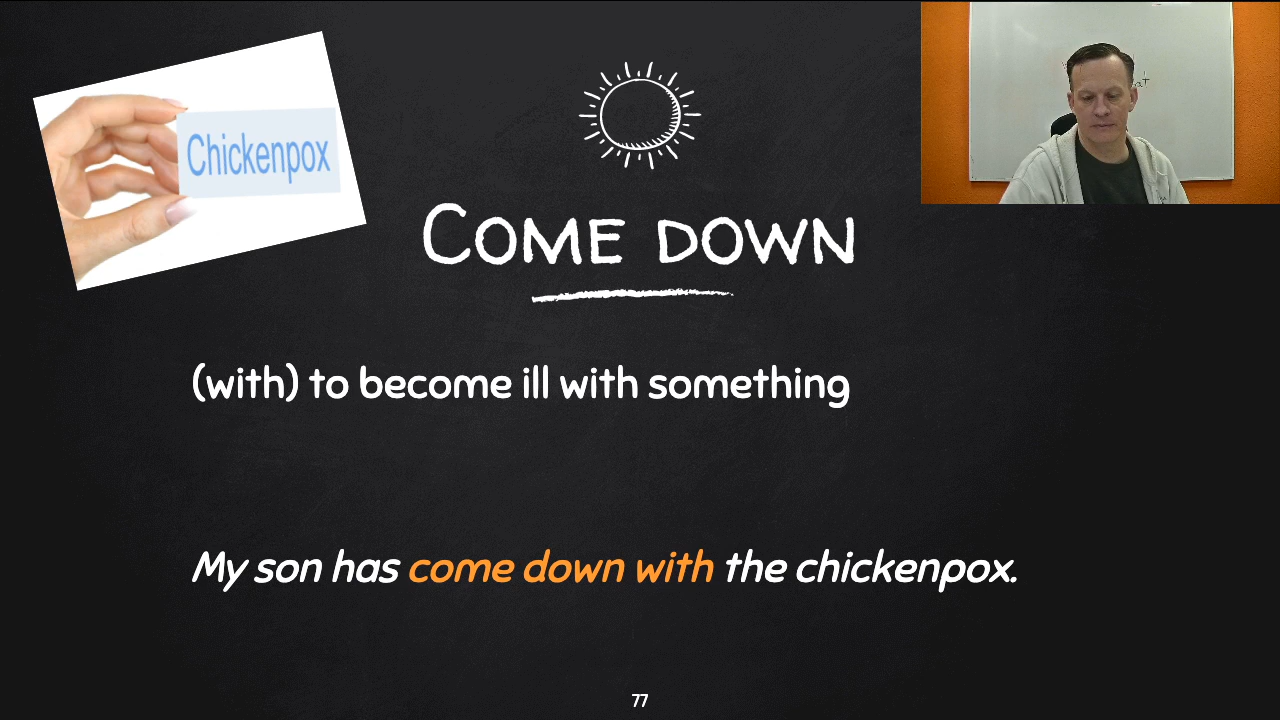 Chickenpox
COME DOWN
(with) to become ill with something
My son has come down with the chickenpox.
77